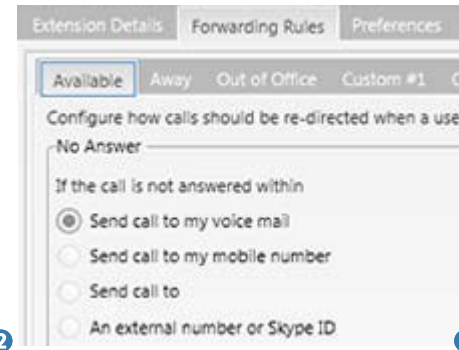 Extension Details Forwarding Rules Preferences
Available Away Out of Office Custom #1
Configure how calls should be re-directed when a use
No Answer
If the call is not answered within
Send call to my voice mail
Send call to my mobile number
Send call to
An external number or Skype ID
2